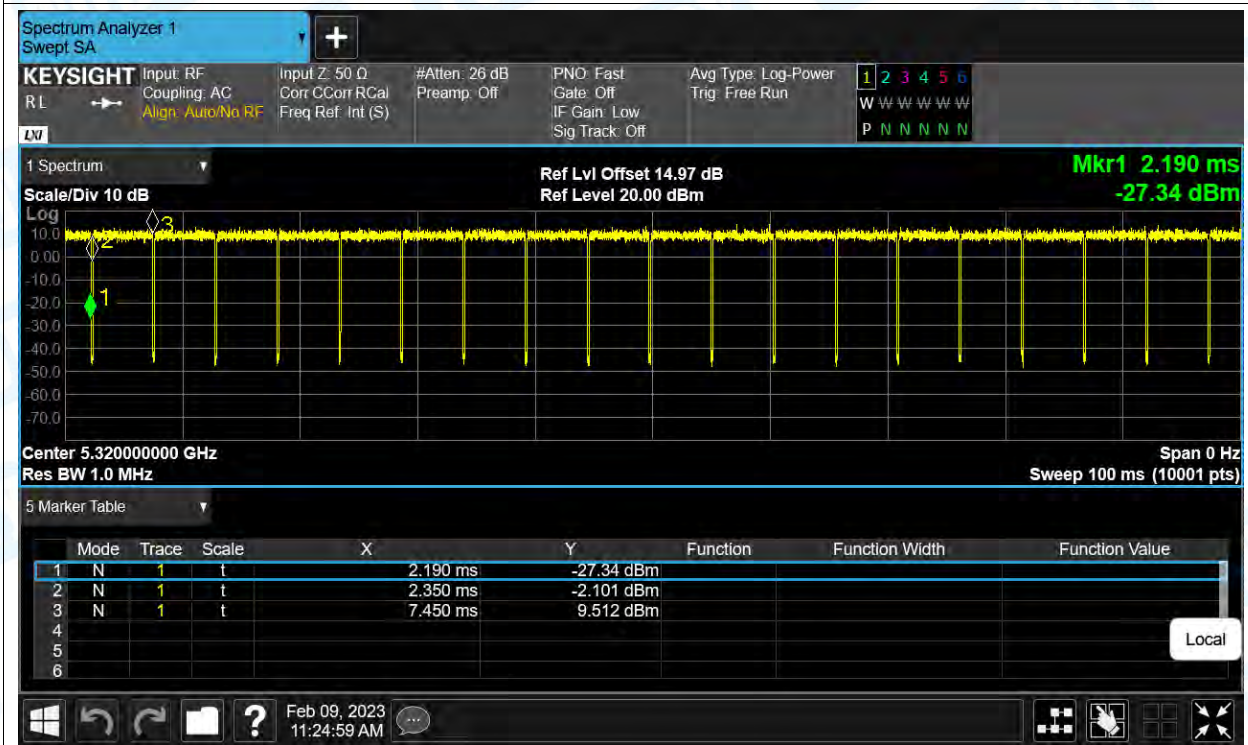 Spectrum Analyzer 1
Swept SA
+
KEYSIGHT Input: RF Input Z: 50 Ω #Atten: 26 dB PNO: Fast Avg Type: Log-Power 1 2 3 4 5 6
RL Coupling: AC Corr CCorr RCal Preamp: Off Gate: Off Trig: Free Run W W W W W W
Align: Auto/No RF Freq Ref: Int (S) IF Gain: Low
LXI Sig Track: Off P N N N N N
1 Spectrum Ref Lvl Offset 14.97 dB Mkr1 2.190 ms
Scale/Div 10 dB Ref Level 20.00 dBm -27.34 dBm
Log
3
10.0
2
0.00
-10.0
1
-20.0
-30.0
-40.0
-50.0
-60.0
-70.0
Center 5.320000000 GHz Span 0 Hz
Res BW 1.0 MHz Sweep 100 ms (10001 pts)
5 Marker Table
Mode Trace Scale X Y Function Function Width Function Value
1 N 1 t 2.190 ms -27.34 dBm
2 N 1 t 2.350 ms -2.101 dBm
3 N 1 t 7.450 ms 9.512 dBm
4
5
6
Local
? Feb 09, 2023
11:24:59 AM